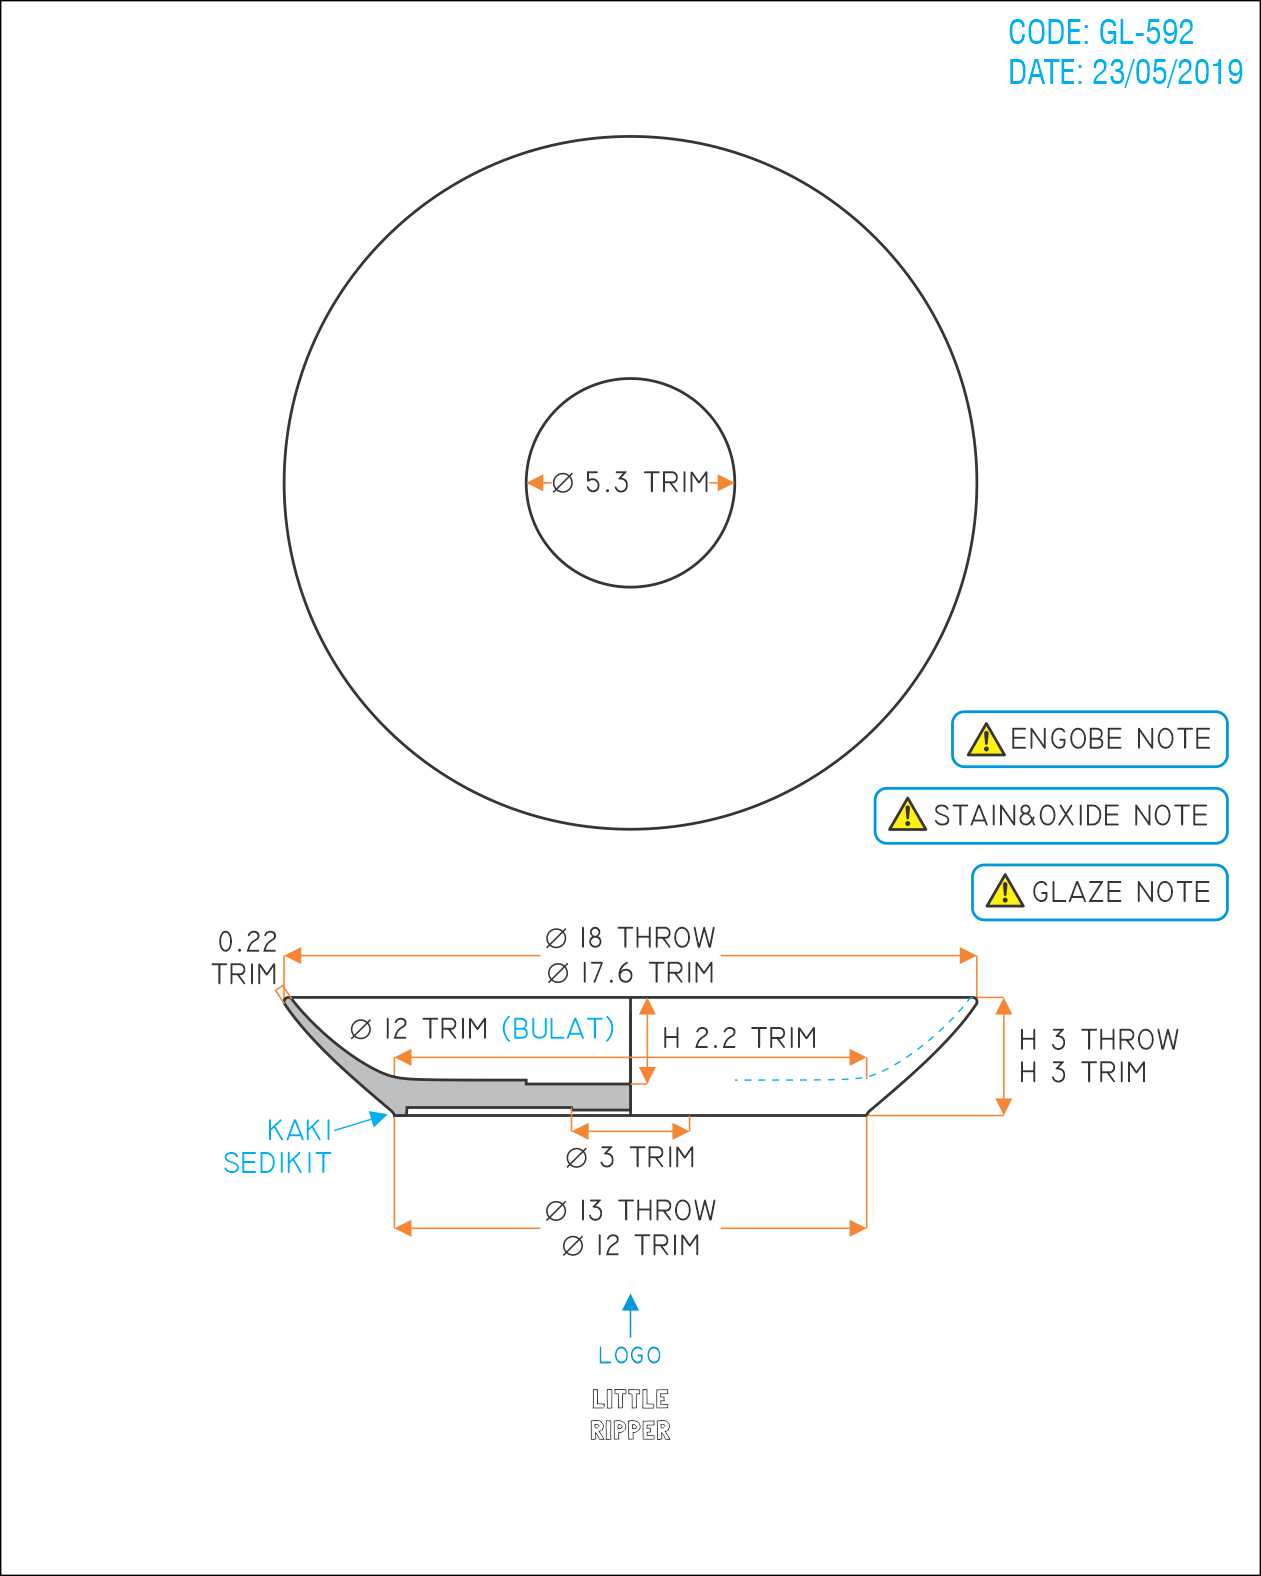 CODE: GL-592
DATE: 23/05/2019
Ø 5.3 TRIM
ENGOBE NOTE
STAIN&OXIDE NOTE
GLAZE NOTE
0.22
TRIM
Ø 18 THROW
Ø 17.6 TRIM
Ø 12 TRIM (BULAT)
H 2.2 TRIM
H 3 THROW
H 3 TRIM
KAKI
SEDIKIT
Ø 3 TRIM
Ø 13 THROW
Ø 12 TRIM
LOGO
LITTLE
RIPPER